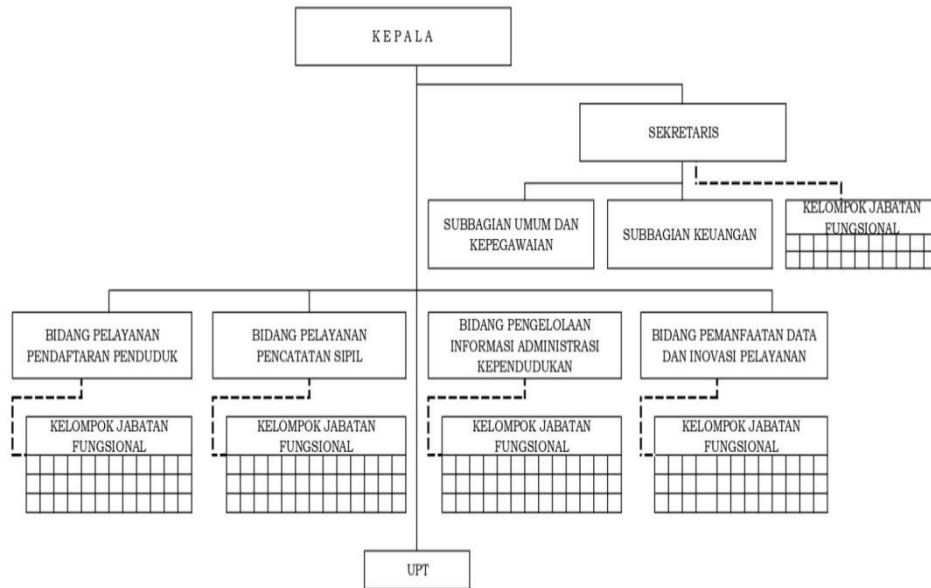 K E P A L A
SEKRETARIS
SUBBAGIAN UMUM DAN
KEPEGAWAIAN
SUBBAGIAN KEUANGAN
KELOMPOK JABATAN
FUNGSIONAL
BIDANG PELAYANAN
PENDAFTARAN PENDUDUK
BIDANG PELAYANAN
PENCATATAN SIPIL
BIDANG PENGELOLAAN
INFORMASI ADMINISTRASI
KEPENDUDUKAN
BIDANG PEMANFAATAN DATA
DAN INOVASI PELAYANAN
KELOMPOK JABATAN
FUNGSIONAL
KELOMPOK JABATAN
FUNGSIONAL
KELOMPOK JABATAN
FUNGSIONAL
KELOMPOK JABATAN
FUNGSIONAL
UPT